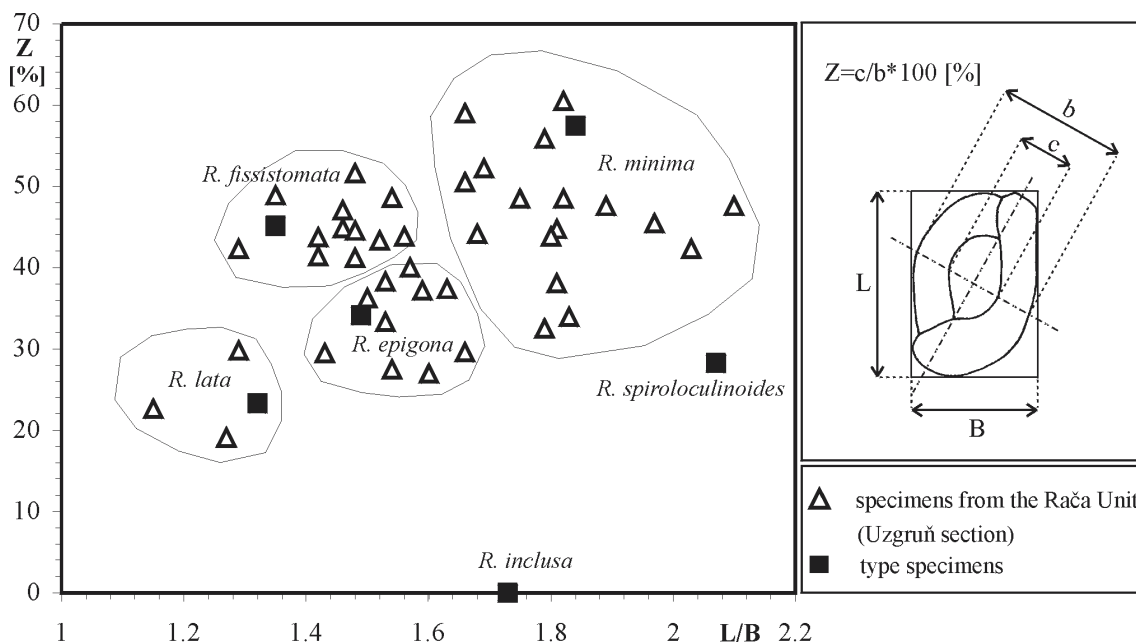 70
Z
[%]
60
50
40
30
20
10
0
1
1.2
1.4
1.6
1.8
2
L/B
2.2
R. fissistomata
R. minima
R. epigona
R. lata
R. spiroloculinoides
R. inclusa
Z=c/b*100 [%]
b
c
L
B
specimens from the Rača Unit
(Uzgruň section)
type specimens